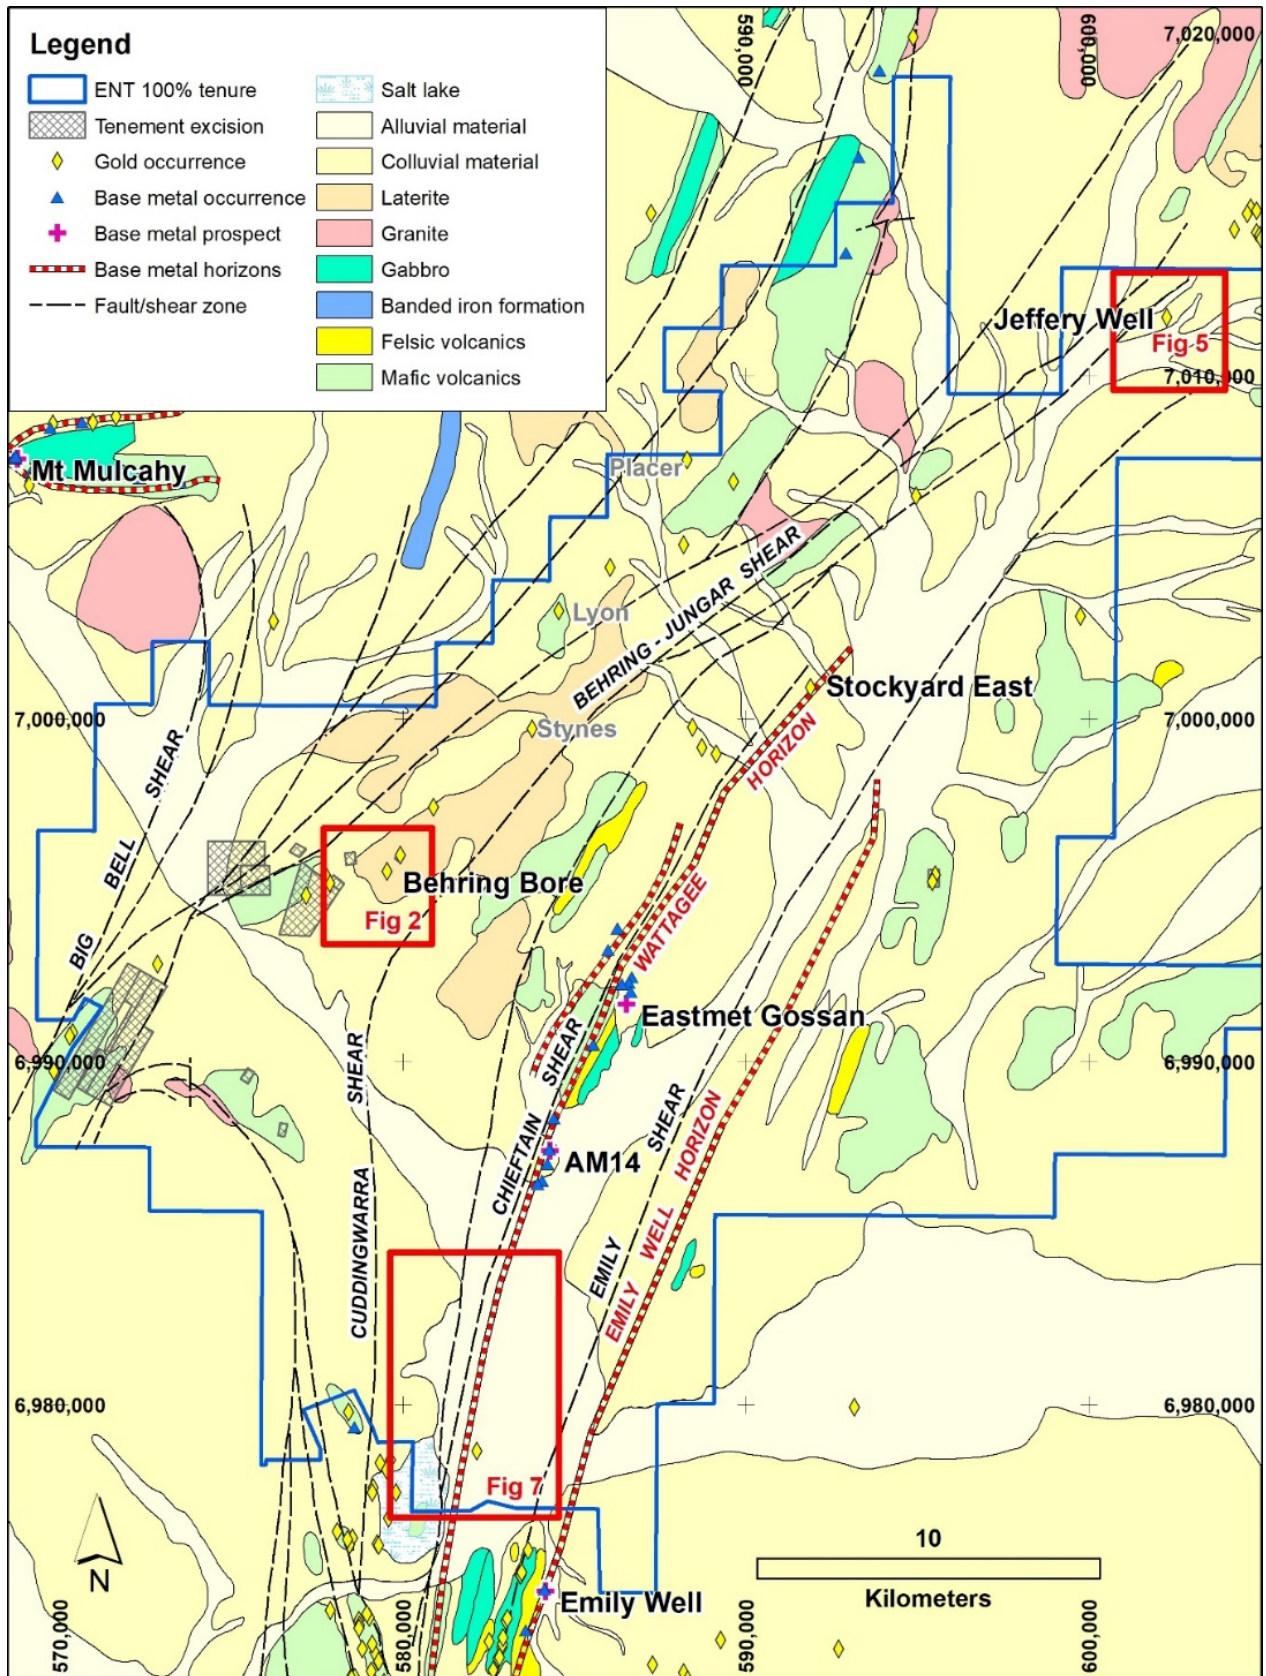 Legend
ENT 100% tenure
Tenement excision
Gold occurrence
Base metal occurrence
Base metal prospect
Base metal horizons
Fault/shear zone
Salt lake
Alluvial material
Colluvial material
Laterite
Granite
Gabbro
Banded iron formation
Felsic volcanics
Mafic volcanics
590,000
600,000
7,020,000
Jeffery Well
Fig 5
7,010,000
Mt Mulcahy
Placer
Lyon
BEHRING - JUNGAR SHEAR
Stockyard East
7,000,000
Stynes
7,000,000
HORIZON
BIG BELL SHEAR
Behring Bore
Fig 2
WATTAGEE
Eastmet Gossan
6,990,000
6,990,000
CHIEFTAIN SHEAR
CUDDINGWARRA SHEAR
AM14
EMILY SHEAR
EMILY WELL HORIZON
6,980,000
6,980,000
Fig 7
N
10
Kilometers
Emily Well
570,000
580,000
590,000
600,000